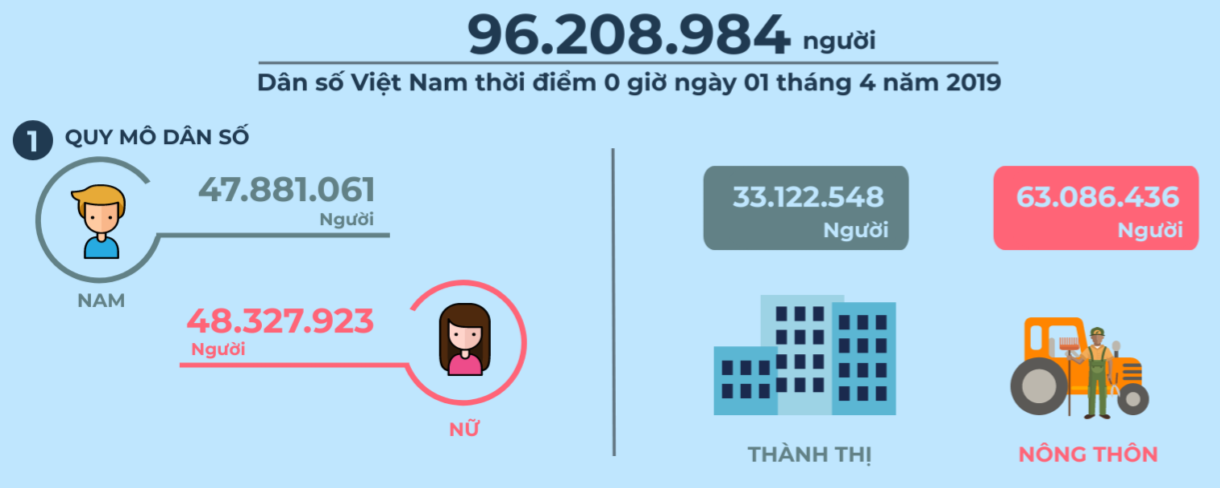 96.208.984 người
Dân số Việt Nam thời điểm 0 giờ ngày 01 tháng 4 năm 2019
1 QUY MÔ DÂN SỐ
47.881.061
Người
NAM
48.327.923
Người
NỮ
33.122.548
Người
THÀNH THỊ
63.086.436
Người
NÔNG THÔN